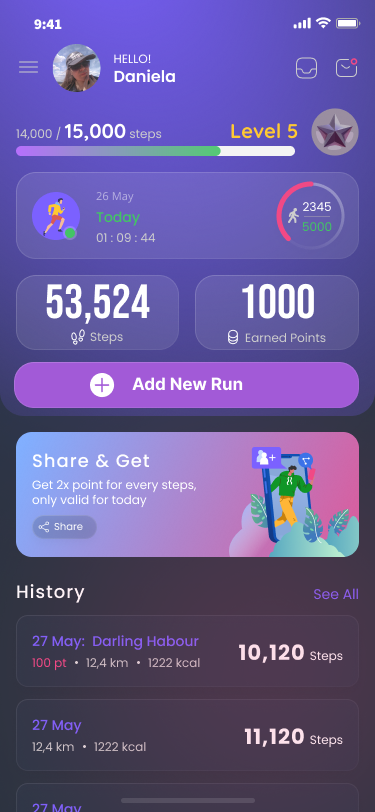 9:41
HELLO!
Daniela
14,000 / 15,000 steps
Level 5
26 May
Today
01 : 09 : 44
2345
5000
53,524
Steps
1000
Earned Points
Add New Run
Share & Get
Get 2x point for every steps,
only valid for today
Share
History
See All
27 May: Darling Habour
100 pt • 12,4 km • 1222 kcal
10,120 Steps
27 May
12,4 km • 1222 kcal
11,120 Steps
27 May